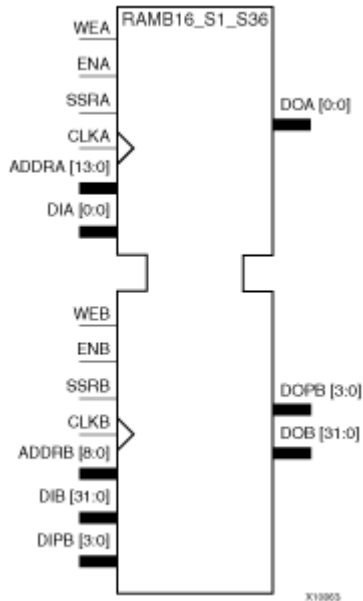 RAMB16_S1_S36
WEA
ENA
SSRA
CLKA
ADDRA [13:0]
DIA [0:0]
DOA [0:0]
WEB
ENB
SSRB
CLKB
ADDRB [8:0]
DIB [31:0]
DIPB [3:0]
DOPB [3:0]
DOB [31:0]
X10965